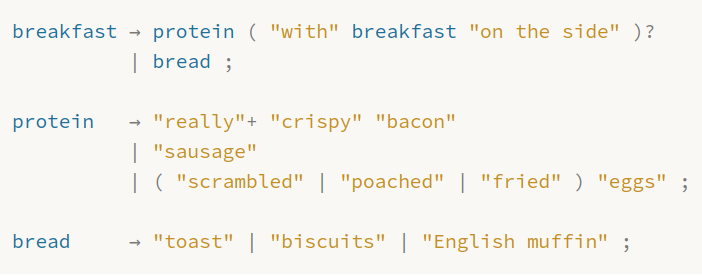 breakfast → protein ( "with" breakfast "on the side" )?
| bread ;
protein → "really"+ "crispy" "bacon"
| "sausage"
| ( "scrambled" | "poached" | "fried" ) "eggs" ;
bread → "toast" | "biscuits" | "English muffin" ;